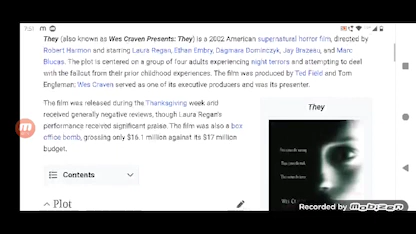 7:51
They (also known as Wes Craven Presents: They) is a 2002 American supernatural horror film, directed by
Robert Harmon and starring Laura Regan, Ethan Embry, Dagmara Dominczyk, Jay Brazeau, and Marc
Blucas. The plot is centered on a group of four adults experiencing night terrors and attempting to deal
with the fallout from their prior childhood experiences. The film was produced by Ted Field and Tom
Engleman; Wes Craven served as one of its executive producers and was its presenter.
The film was released during the Thanksgiving week and
received generally negative reviews, though Laura Regan's
performance received significant praise. The film was also a box
office bomb, grossing only $16.1 million against its $17 million
budget.
They
Contents
Plot
WES CRAVEN
Recorded by Mobizen